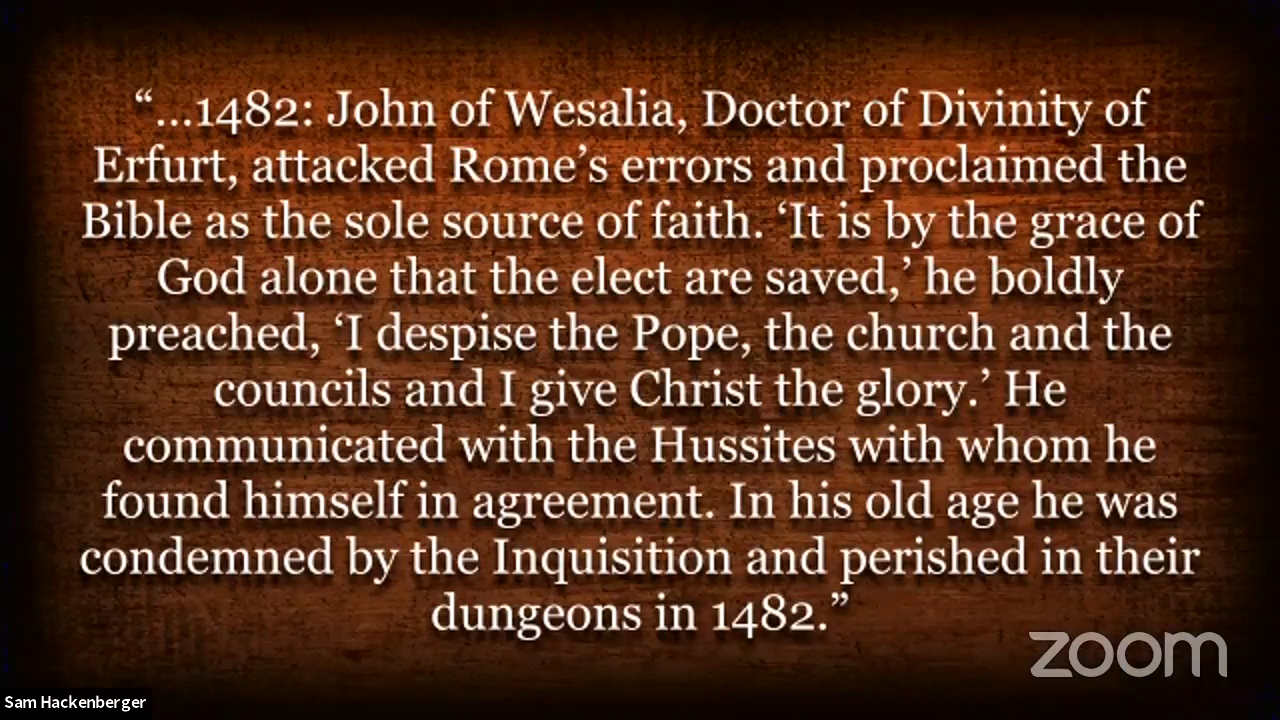 “...1482: John of Wesalia, Doctor of Divinity of
Erfurt, attacked Rome’s errors and proclaimed the
Bible as the sole source of faith. ‘It is by the grace of
God alone that the elect are saved,’ he boldly
preached, ‘I despise the Pope, the church and the
councils and I give Christ the glory.’ He
communicated with the Hussites with whom he
found himself in agreement. In his old age he was
condemned by the Inquisition and perished in their
dungeons in 1482.”
zoom
Sam Hackenberger